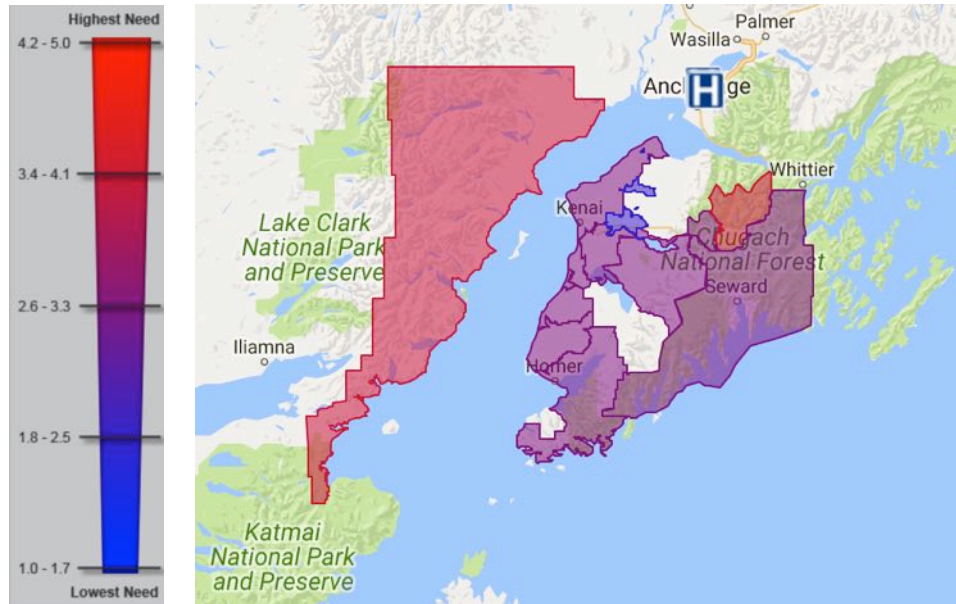 Highest Need
4.2 - 5.0
3.4 - 4.1
2.6 - 3.3
1.8 - 2.5
1.0 - 1.7
Lowest Need
Palmer
Wasilla
Anc H ge
Whittier
Kenai
Lake Clark
National Park
and Preserve
Chugach
National Forest
Seward
Iliamna
Homer
Katmai
National Park
and Preserve